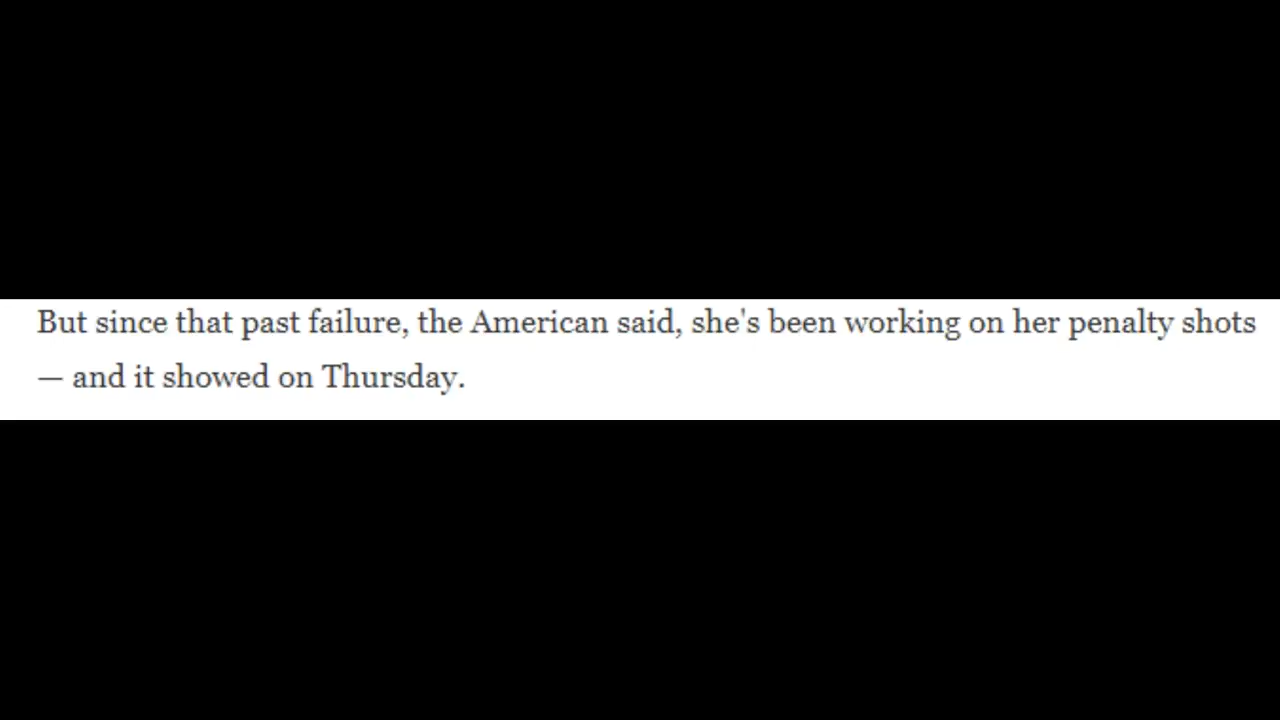 But since that past failure, the American said, she's been working on her penalty shots
— and it showed on Thursday.